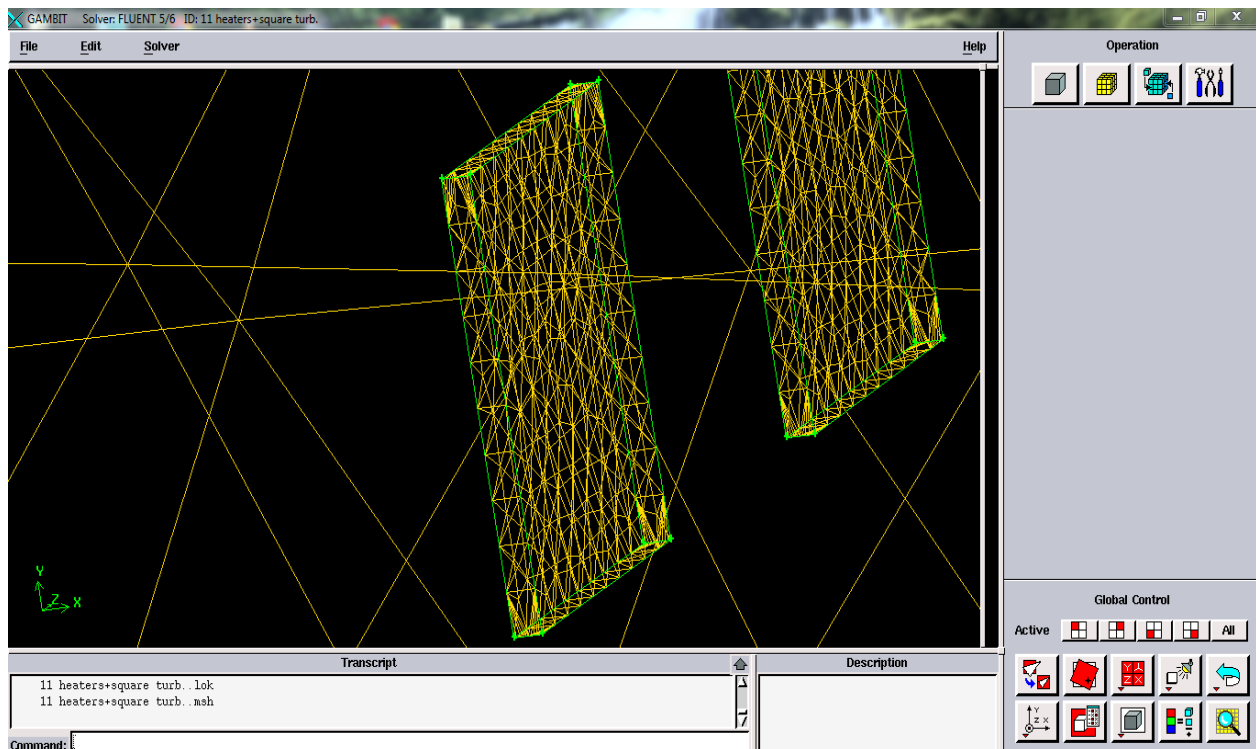 GAMBIT Solver: FLUENT 5/6 ID: 11 heaters+square turb.
File Edit Solver Help
Operation
Y
Z X
Global Control
Active All
Transcript
Description
11 heaters+square turb..lok
11 heaters+square turb..msh
Command: